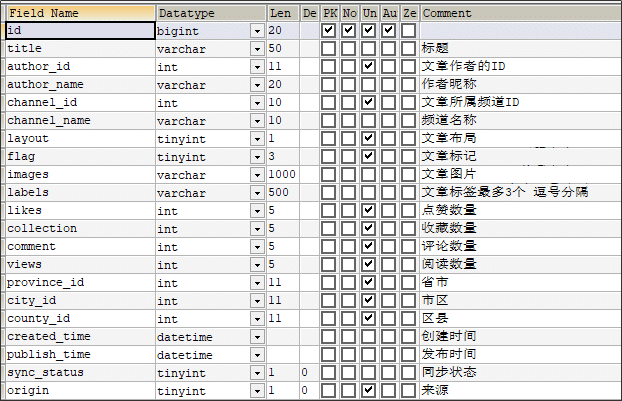 Field Name Datatype Len De PK No Un Au Ze Comment
id bigint 20
title varchar 50 标题
author_id int 11 文章作者的ID
author_name varchar 20 作者昵称
channel_id int 10 文章所属频道ID
channel_name varchar 10 频道名称
layout tinyint 1 文章布局
flag tinyint 3 文章标记
images varchar 1000 文章图片
labels varchar 500 文章标签最多3个 逗号分隔
likes int 5 点赞数量
collection int 5 收藏数量
comment int 5 评论数量
views int 5 阅读数量
province_id int 11 省市
city_id int 11 市区
county_id int 11 区县
created_time datetime 创建时间
publish_time datetime 发布时间
sync_status tinyint 1 0 同步状态
origin tinyint 1 0 来源